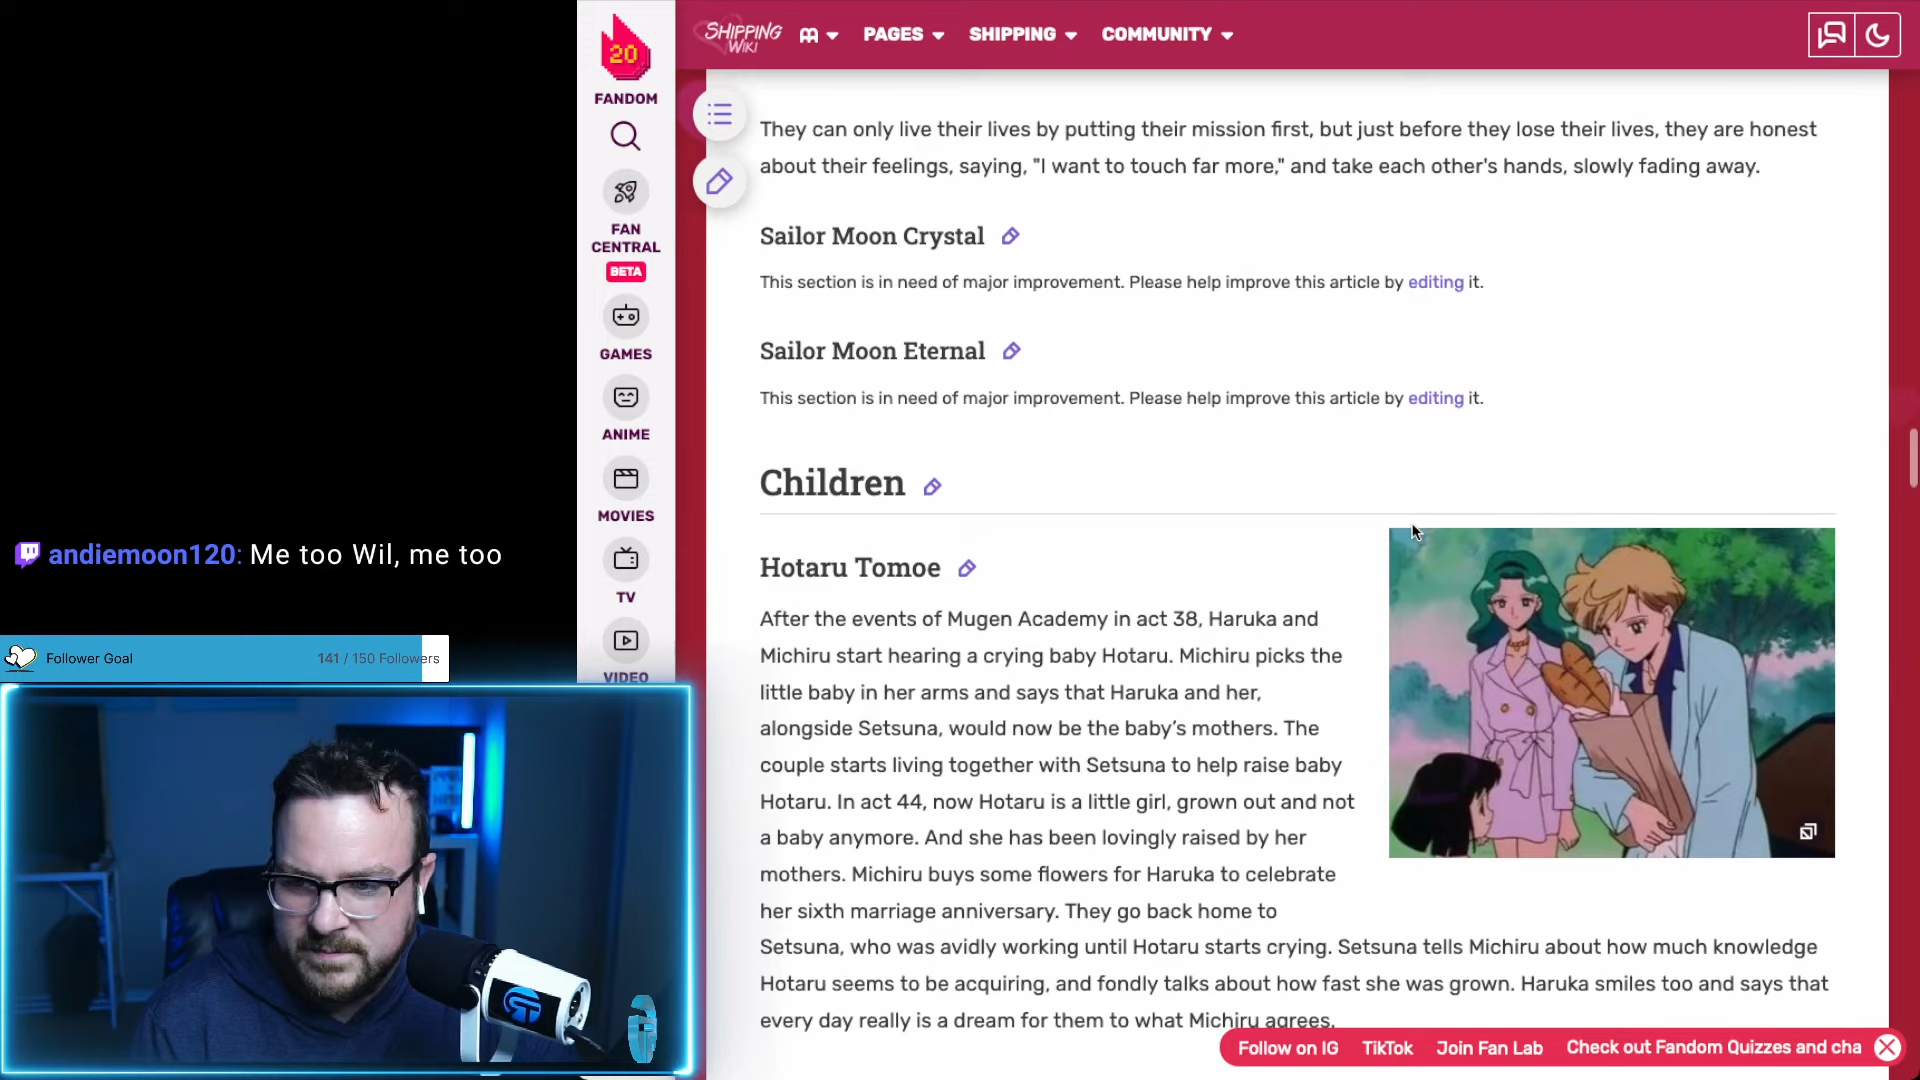 20
FANDOM
FAN
CENTRAL
BETA
GAMES
ANIME
MOVIES
TV
VIDEO
SHIPPING
WIKI
PAGES
SHIPPING
COMMUNITY
They can only live their lives by putting their mission first, but just before they lose their lives, they are honest
about their feelings, saying, "I want to touch far more," and take each other's hands, slowly fading away.
Sailor Moon Crystal
This section is in need of major improvement. Please help improve this article by editing it.
Sailor Moon Eternal
This section is in need of major improvement. Please help improve this article by editing it.
Children
Hotaru Tomoe
After the events of Mugen Academy in act 38, Haruka and
Michiru start hearing a crying baby Hotaru. Michiru picks the
little baby in her arms and says that Haruka and her,
alongside Setsuna, would now be the baby’s mothers. The
couple starts living together with Setsuna to help raise baby
Hotaru. In act 44, now Hotaru is a little girl, grown out and not
a baby anymore. And she has been lovingly raised by her
mothers. Michiru buys some flowers for Haruka to celebrate
her sixth marriage anniversary. They go back home to
Setsuna, who was avidly working until Hotaru starts crying. Setsuna tells Michiru about how much knowledge
Hotaru seems to be acquiring, and fondly talks about how fast she was grown. Haruka smiles too and says that
every day really is a dream for them to what Michiru agrees.
Follow on IG TikTok Join Fan Lab Check out Fandom Quizzes and cha
andiemoon120: Me too Wil, me too
Follower Goal 141 / 150 Followers